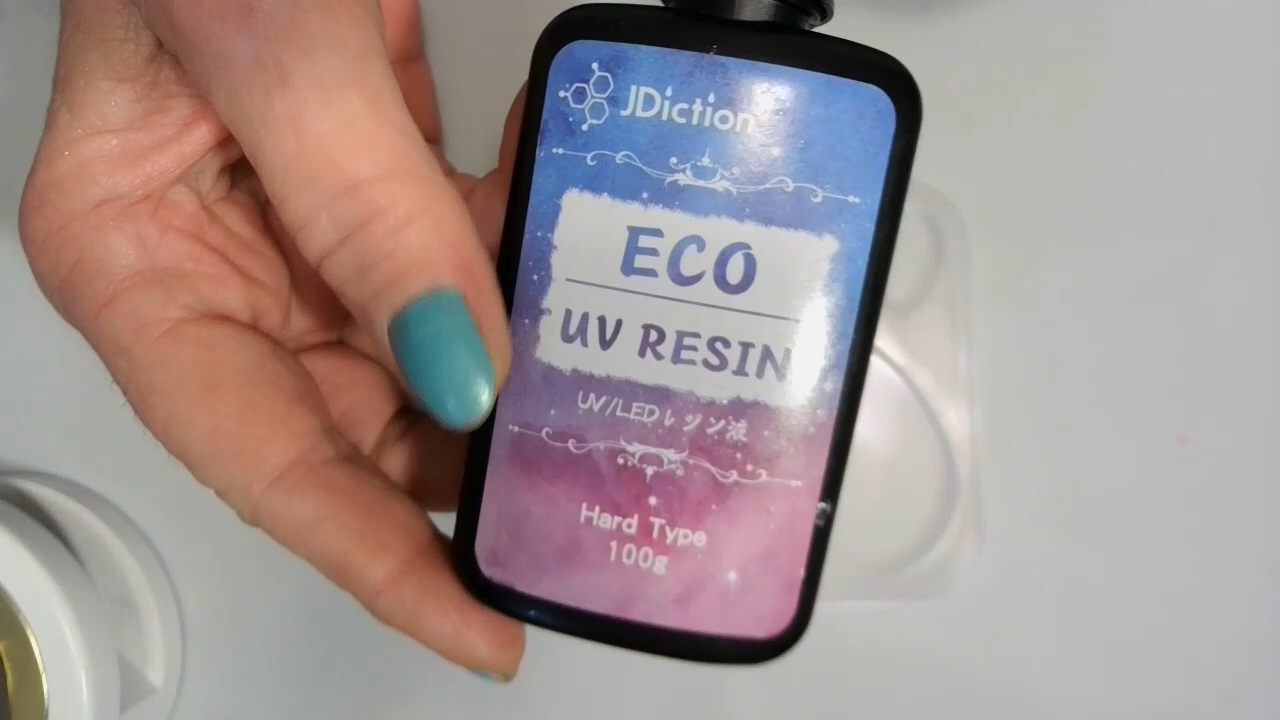 JDiction
ECO
UV RESIN
UV/LEDレジン液
Hard Type
100g